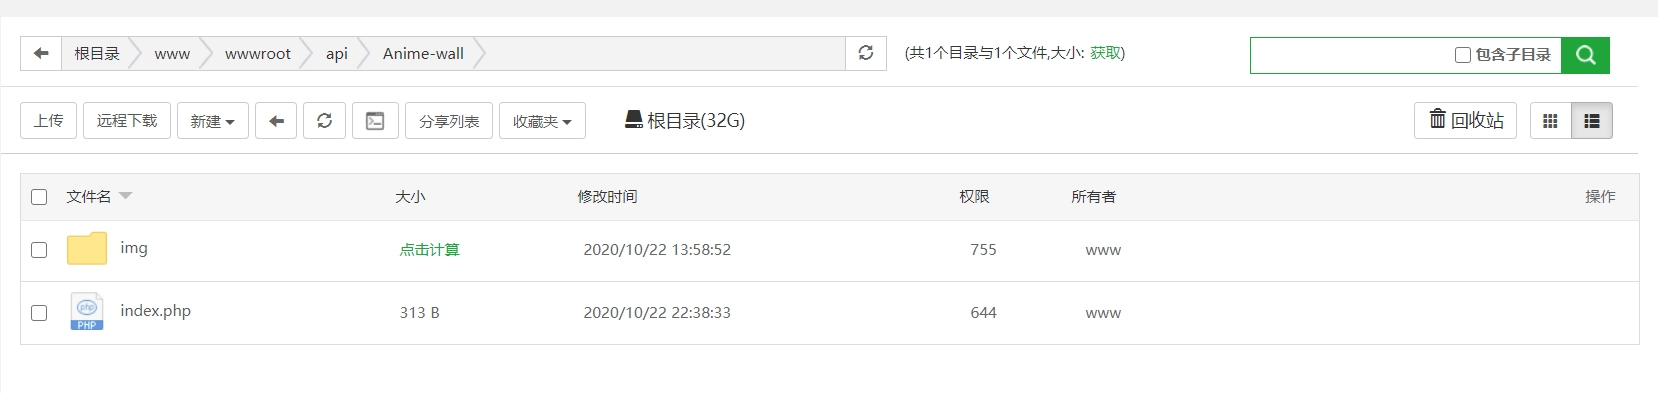 根目录 www wwwroot api Anime-wall (共1个目录与1个文件,大小: 获取) 包含子目录
上传 远程下载 新建 分享列表 收藏夹 根目录(32G) 回收站
文件名 大小 修改时间 权限 所有者 操作
img 点击计算 2020/10/22 13:58:52 755 www
php
PHP index.php 313 B 2020/10/22 22:38:33 644 www